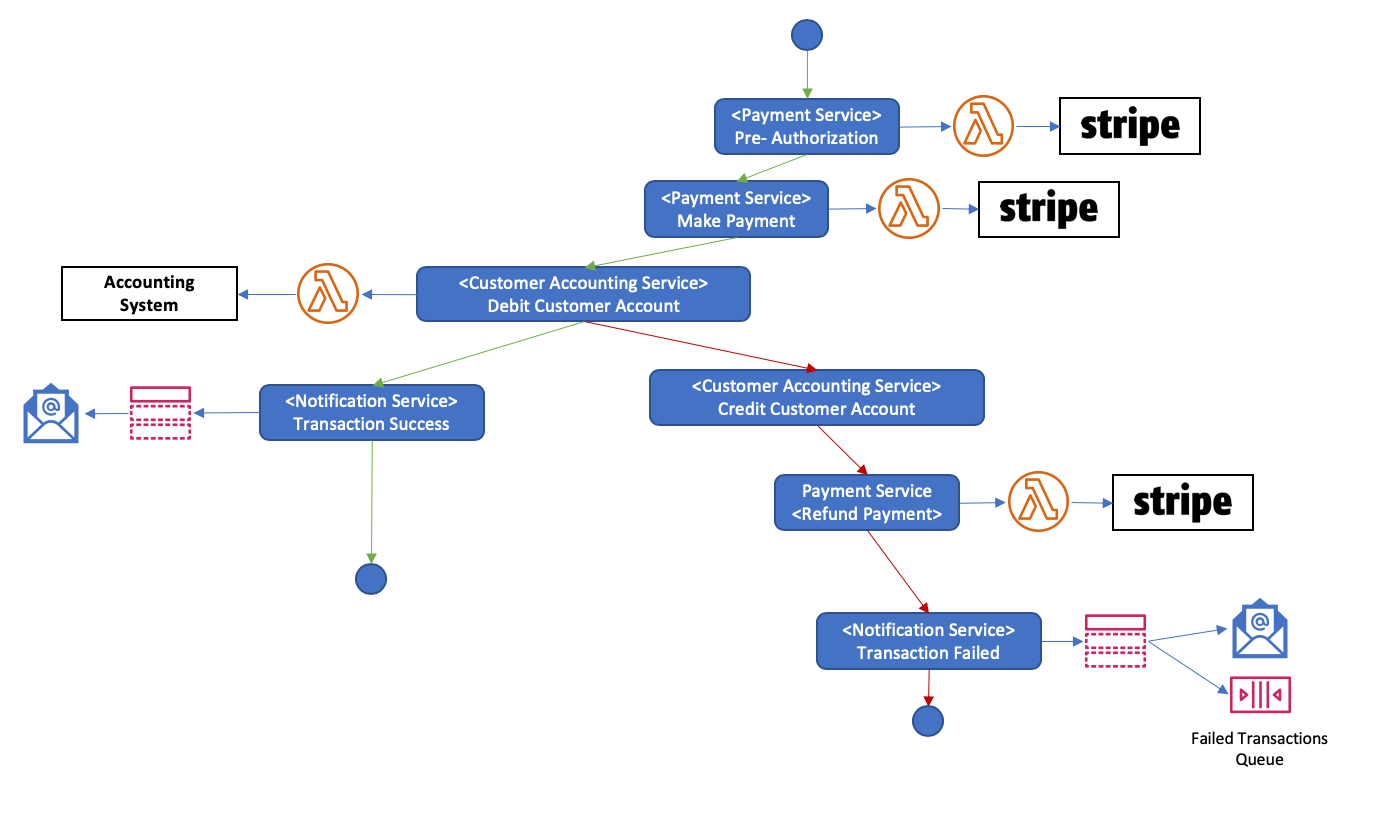 <Payment Service>
Pre- Authorization
stripe
<Payment Service>
Make Payment
stripe
Accounting
System
<Customer Accounting Service>
Debit Customer Account
<Notification Service>
Transaction Success
@
<Customer Accounting Service>
Credit Customer Account
Payment Service
<Refund Payment>
stripe
<Notification Service>
Transaction Failed
@
Failed Transactions
Queue